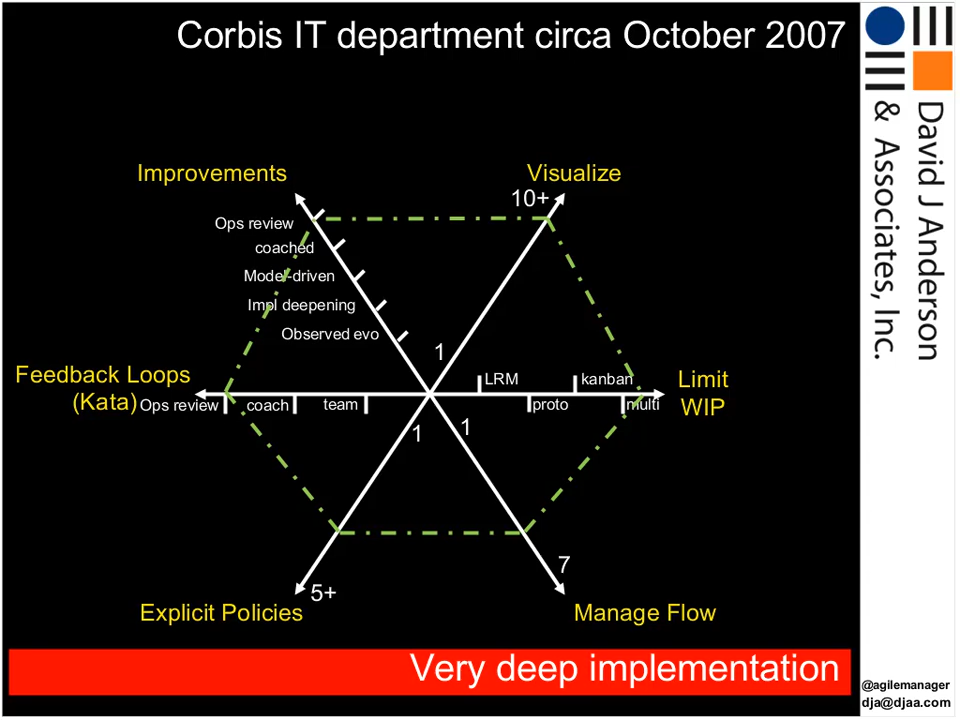 Corbis IT department circa October 2007
Improvements
Visualize
10+
Ops review
coached
Model-driven
Impl deepening
Observed evo
1
Feedback Loops
(Kata)
Ops review
coach
team
LRM
proto
kanban
multi
Limit
WIP
1
1
7
5+
Explicit Policies
Manage Flow
Very deep implementation
David J Anderson
& Associates, Inc.
@agilemanager
dja@djaa.com